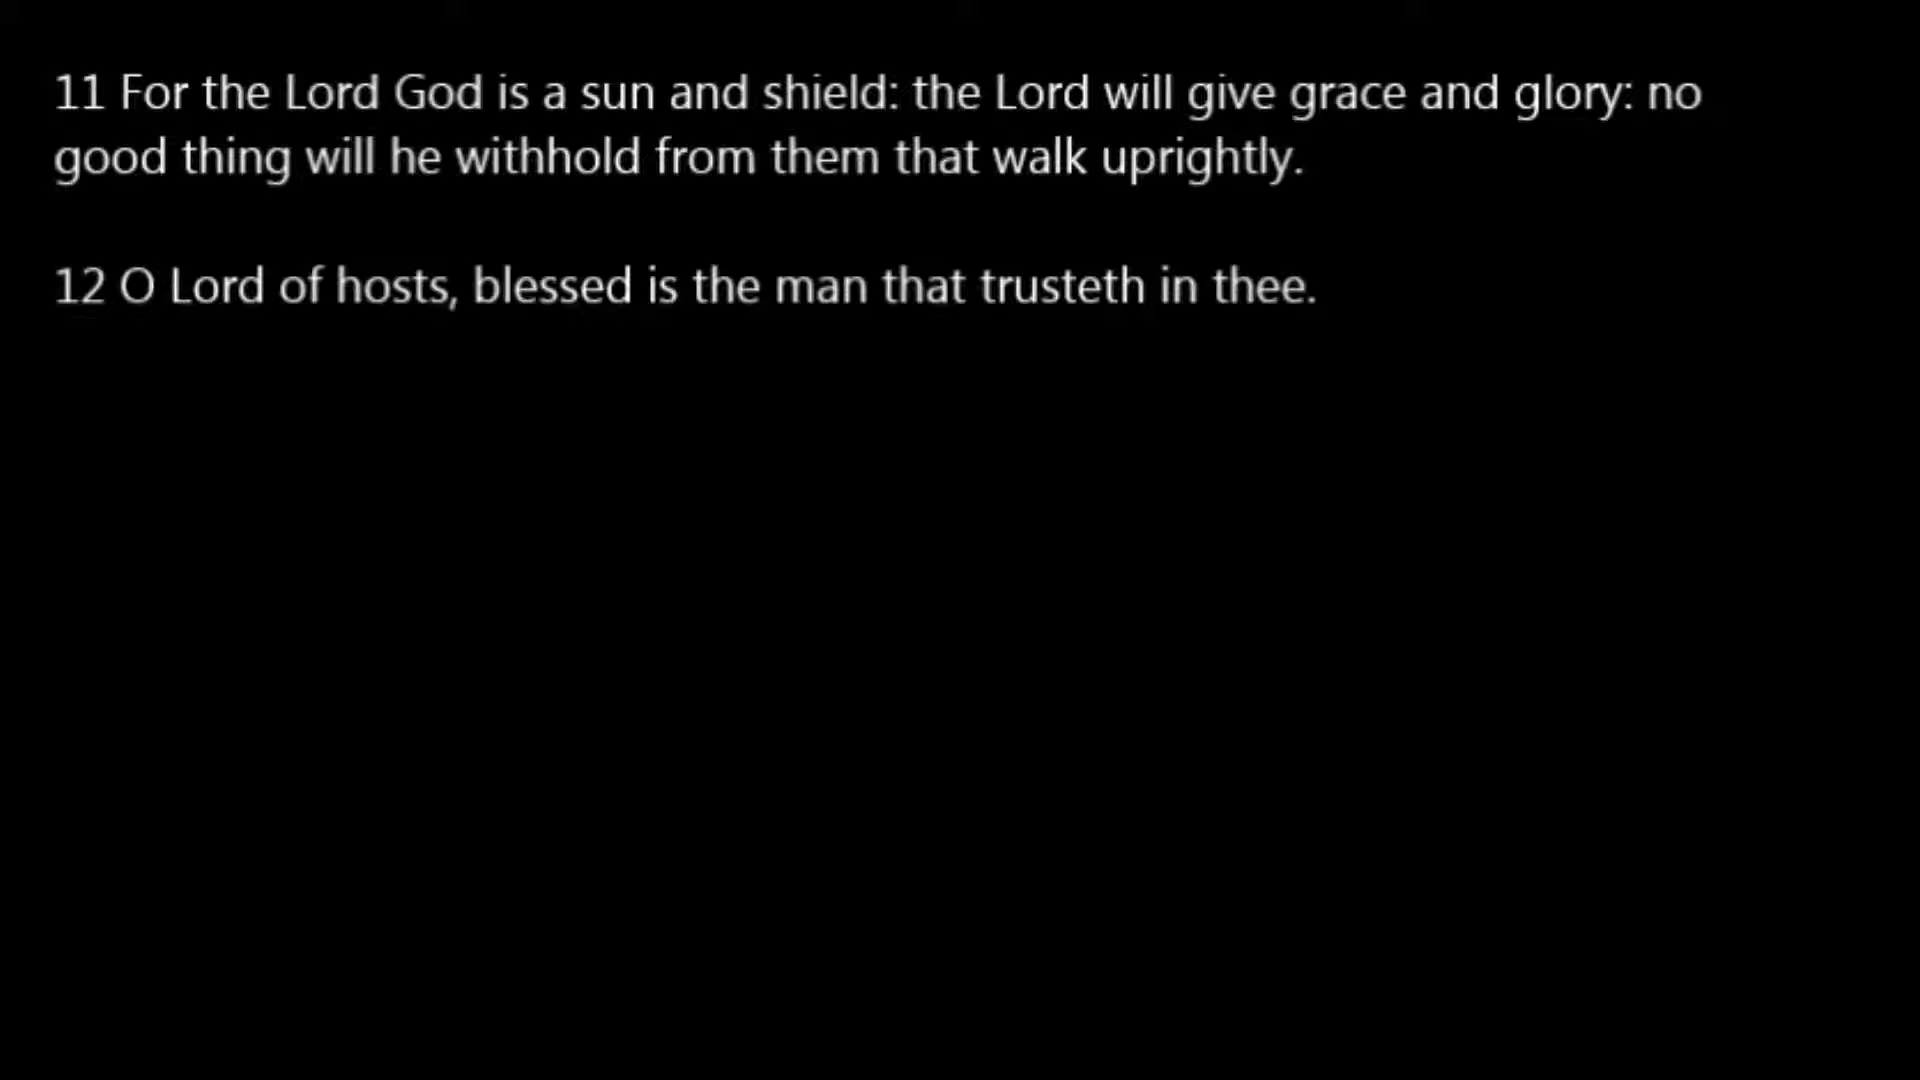 11 For the Lord God is a sun and shield: the Lord will give grace and glory: no
good thing will he withhold from them that walk uprightly.
12 O Lord of hosts, blessed is the man that trusteth in thee.